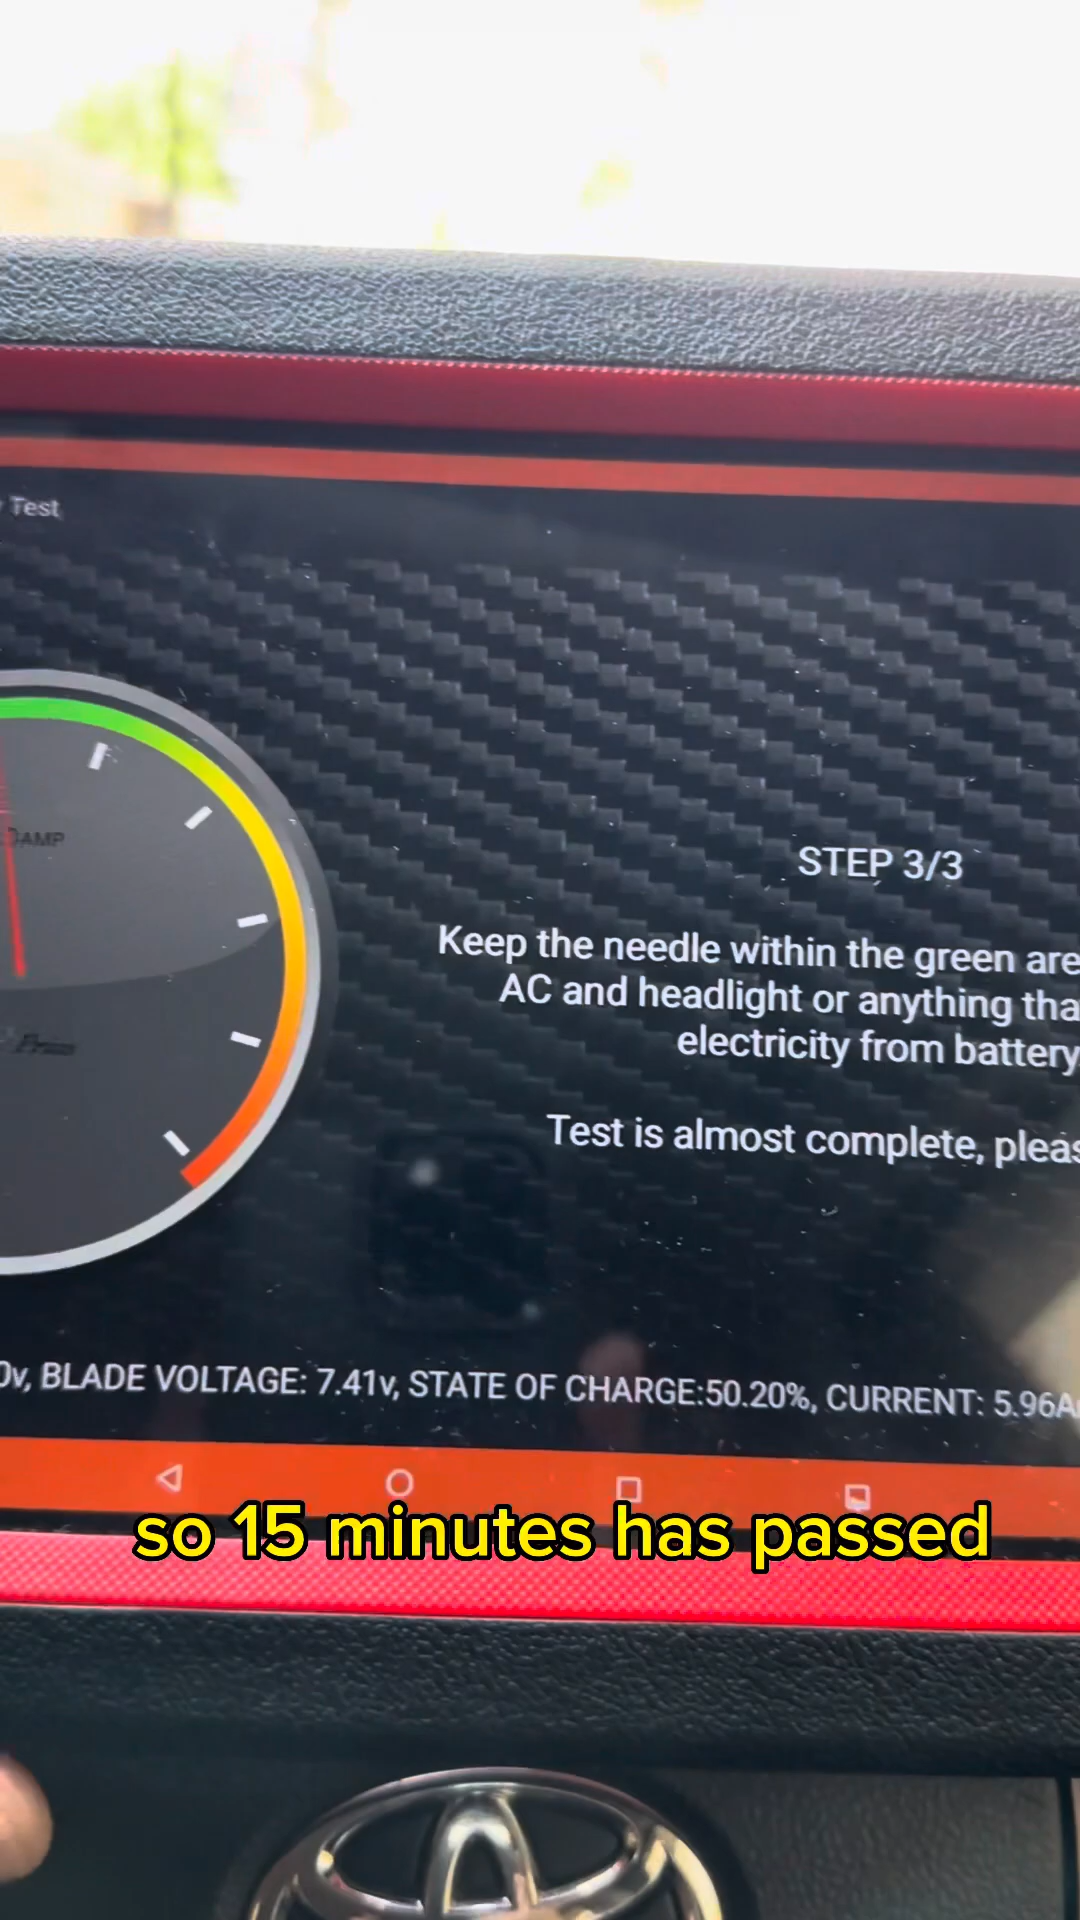 Test
AMP
STEP 3/3
Keep the needle within the green are
AC and headlight or anything tha
electricity from battery
Test is almost complete, pleas
0v, BLADE VOLTAGE: 7.41v, STATE OF CHARGE:50.20%, CURRENT: 5.96A
so 15 minutes has passed